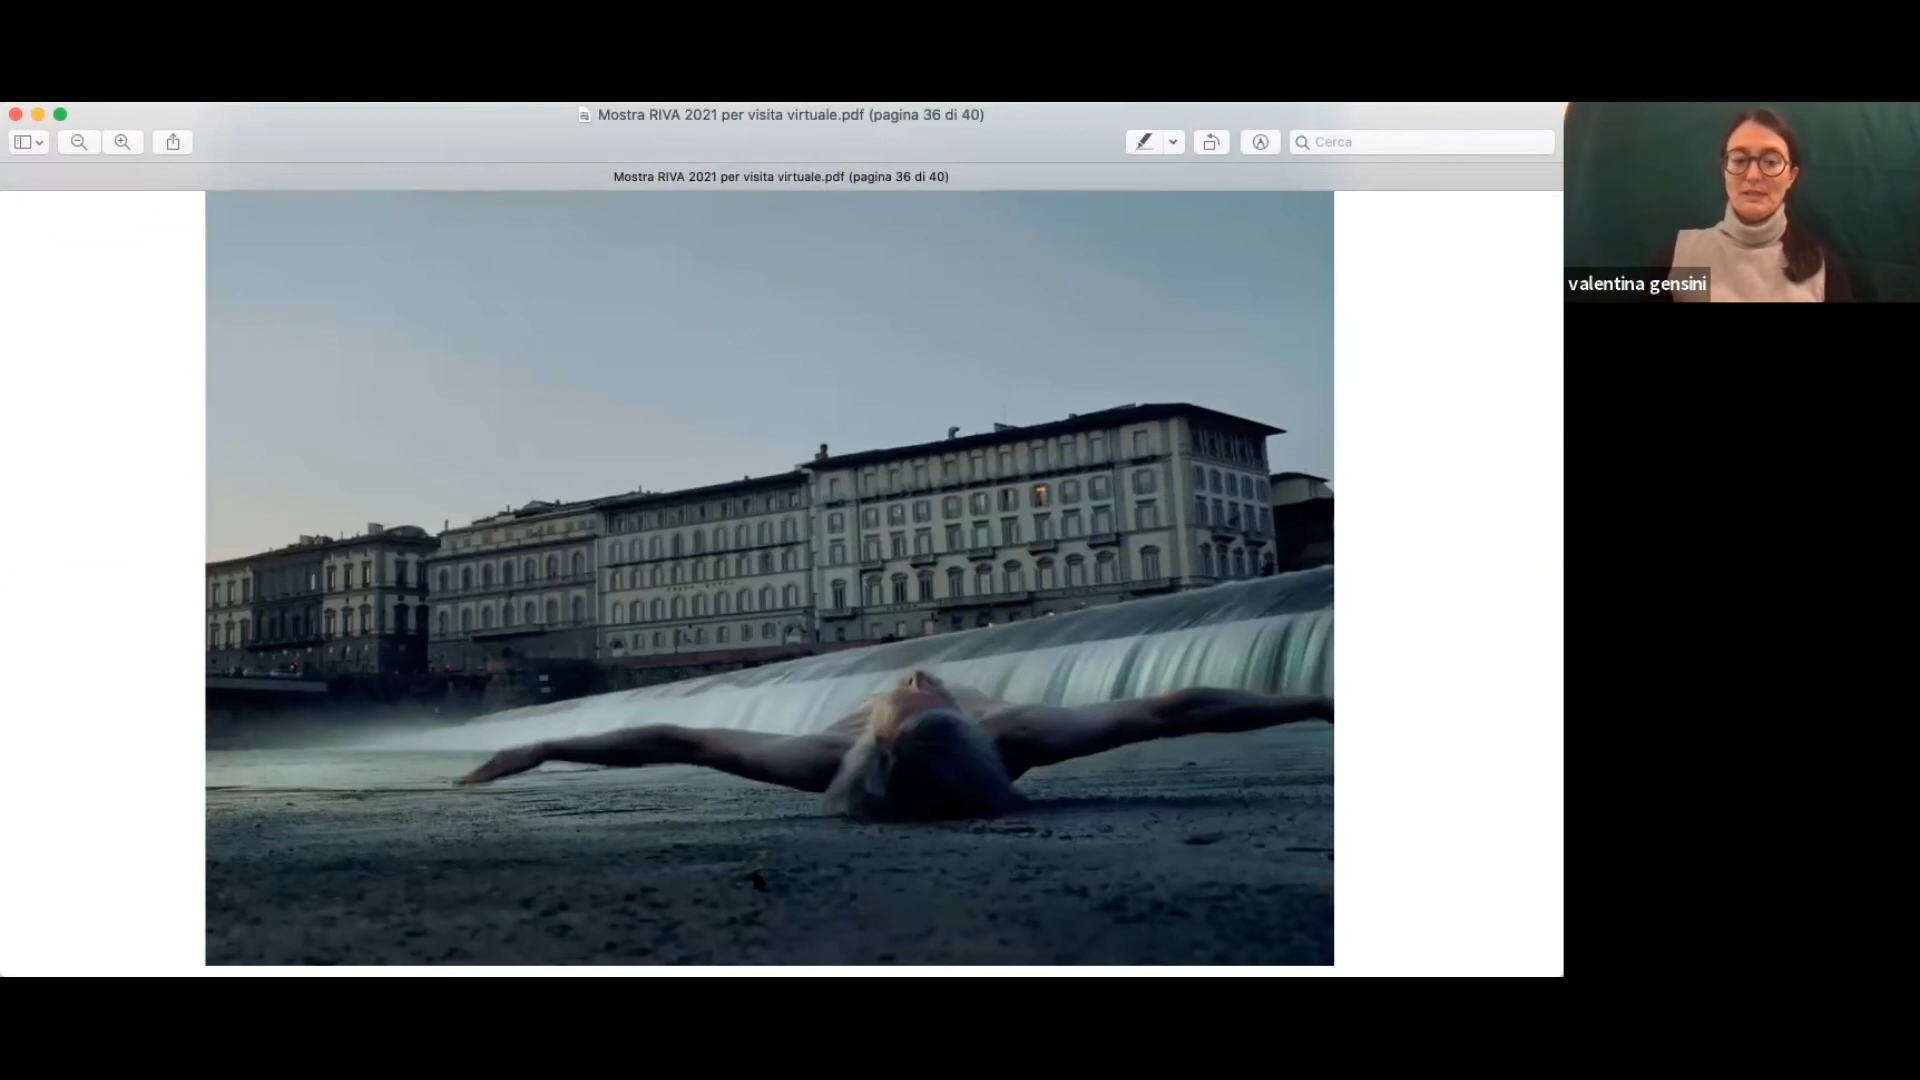 Mostra RIVA 2021 per visita virtuale.pdf (pagina 36 di 40)
Cerca
Mostra RIVA 2021 per visita virtuale.pdf (pagina 36 di 40)
valentina gensini